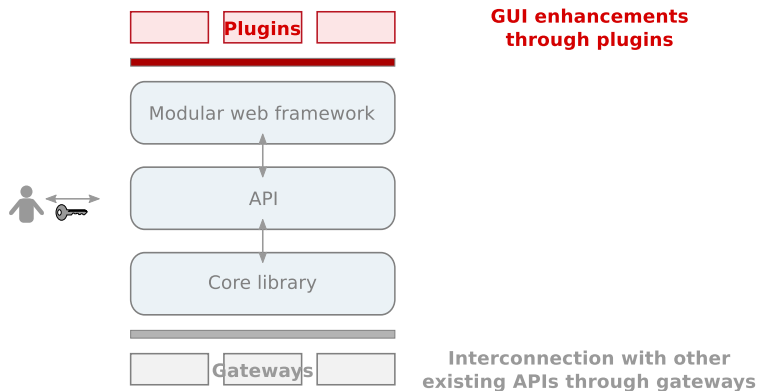 Plugins
GUI enhancements
through plugins
Modular web framework
API
Core library
Gateways
Interconnection with other
existing APIs through gateways